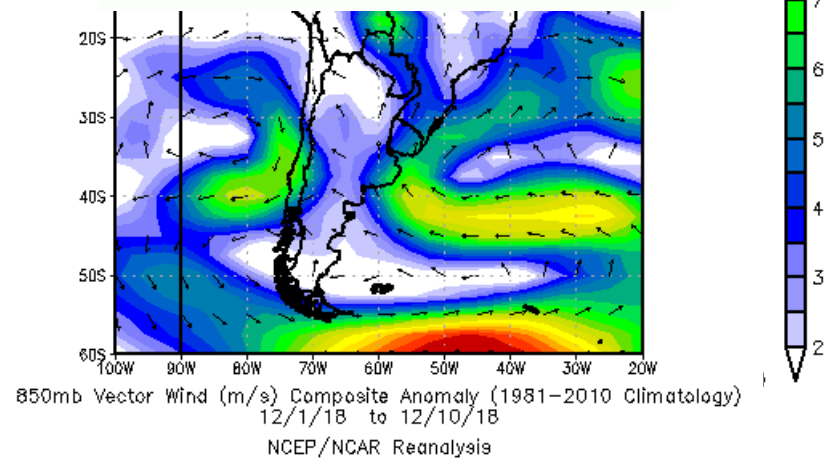 20S
30S
40S
50S
60S
100W 90W 80W 70W 60W 50W 40W 30W 20W
7
6
5
4
3
2
850mb Vector Wind (m/s) Composite Anomaly (1981-2010 Climatology)
12/1/18 to 12/10/18
NCEP/NCAR Reanalysis